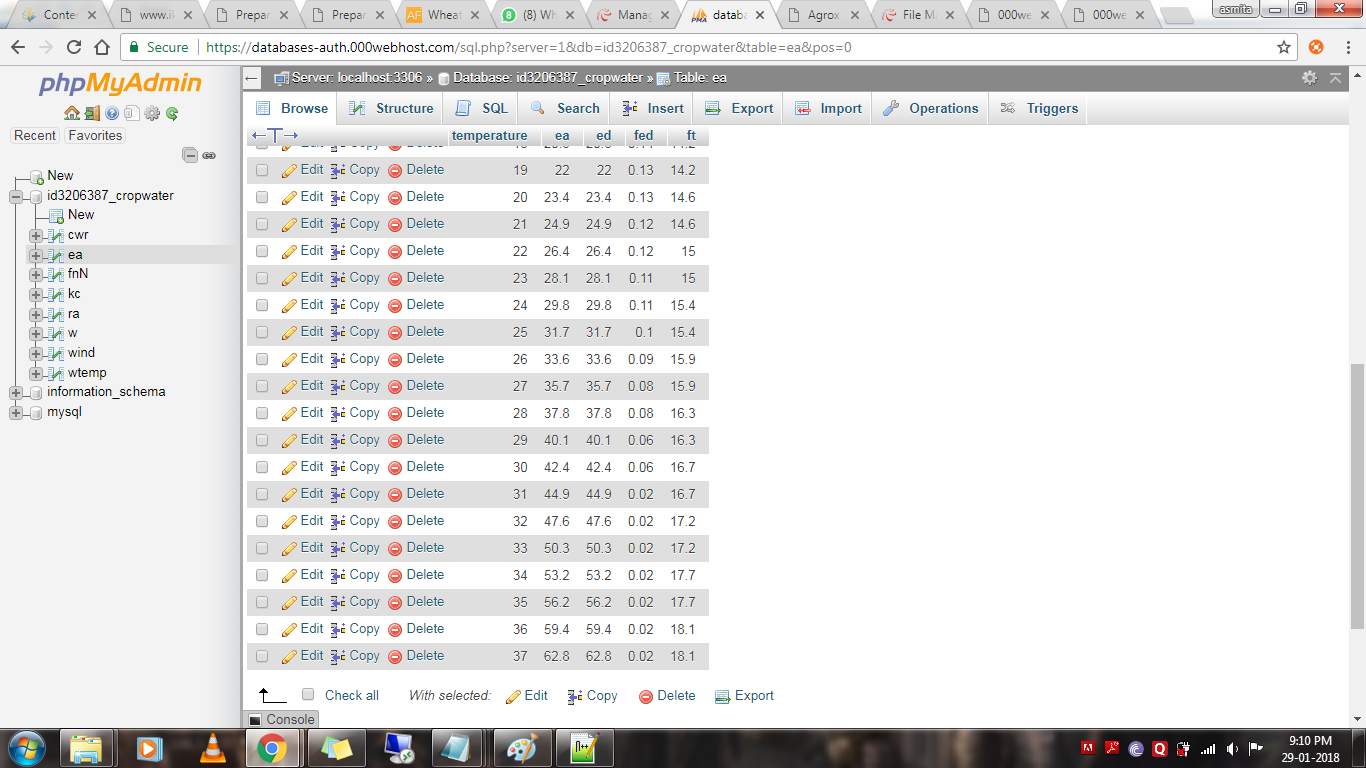 Conter www.i Prepar Prepar Wheat (8) Wh Manag databa Agrox File M 000we 000we asmita
Secure https://databases-auth.000webhost.com/sql.php?server=1&db=id3206387_cropwater&table=ea&pos=0
phpMyAdmin
Recent Favorites
New
id3206387_cropwater
New
cwr
ea
fnN
kc
ra
w
wind
wtemp
information_schema
mysql
Server: localhost:3306 » Database: id3206387_cropwater » Table: ea
Browse Structure SQL Search Insert Export Import Operations Triggers
temperature ea ed fed ft
Edit Copy Delete 19 22 22 0.13 14.2
Edit Copy Delete 20 23.4 23.4 0.13 14.6
Edit Copy Delete 21 24.9 24.9 0.12 14.6
Edit Copy Delete 22 26.4 26.4 0.12 15
Edit Copy Delete 23 28.1 28.1 0.11 15
Edit Copy Delete 24 29.8 29.8 0.11 15.4
Edit Copy Delete 25 31.7 31.7 0.1 15.4
Edit Copy Delete 26 33.6 33.6 0.09 15.9
Edit Copy Delete 27 35.7 35.7 0.08 15.9
Edit Copy Delete 28 37.8 37.8 0.08 16.3
Edit Copy Delete 29 40.1 40.1 0.06 16.3
Edit Copy Delete 30 42.4 42.4 0.06 16.7
Edit Copy Delete 31 44.9 44.9 0.02 16.7
Edit Copy Delete 32 47.6 47.6 0.02 17.2
Edit Copy Delete 33 50.3 50.3 0.02 17.2
Edit Copy Delete 34 53.2 53.2 0.02 17.7
Edit Copy Delete 35 56.2 56.2 0.02 17.7
Edit Copy Delete 36 59.4 59.4 0.02 18.1
Edit Copy Delete 37 62.8 62.8 0.02 18.1
Check all With selected: Edit Copy Delete Export
Console
9:10 PM
29-01-2018